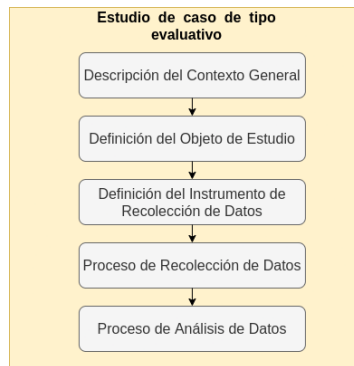 Estudio de caso de tipo
evaluativo
Descripción del Contexto General
Definición del Objeto de Estudio
Definición del Instrumento de
Recolección de Datos
Proceso de Recolección de Datos
Proceso de Análisis de Datos